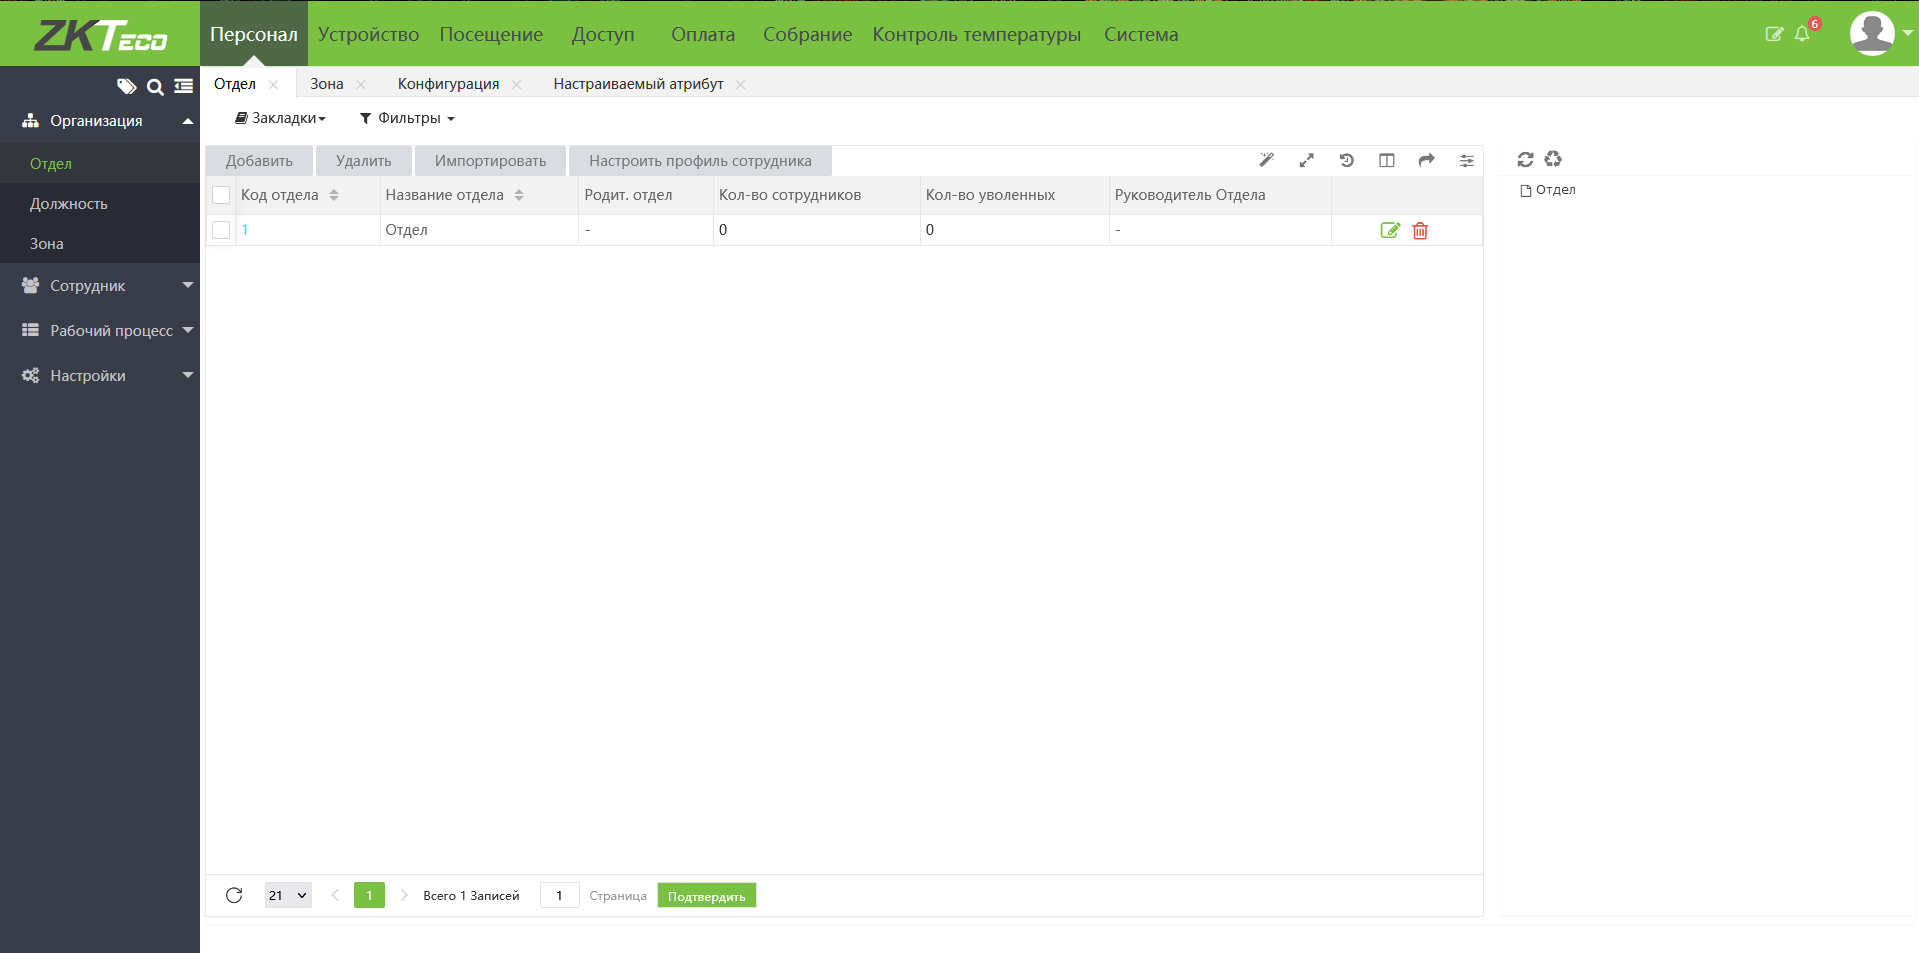 ZKTeco
Персонал Устройство Посещение Доступ Оплата Собрание Контроль температуры Система
6
Отдел Зона Конфигурация Настраиваемый атрибут
Закладки Фильтры
Организация
Отдел
Должность
Зона
Сотрудник
Рабочий процесс
Настройки
Добавить Удалить Импортировать Настроить профиль сотрудника
Код отдела Название отдела Родит. отдел Кол-во сотрудников Кол-во уволенных Руководитель Отдела
1 Отдел - 0 0 -
Отдел
21 1 Всего 1 Записей 1 Страница Подтвердить